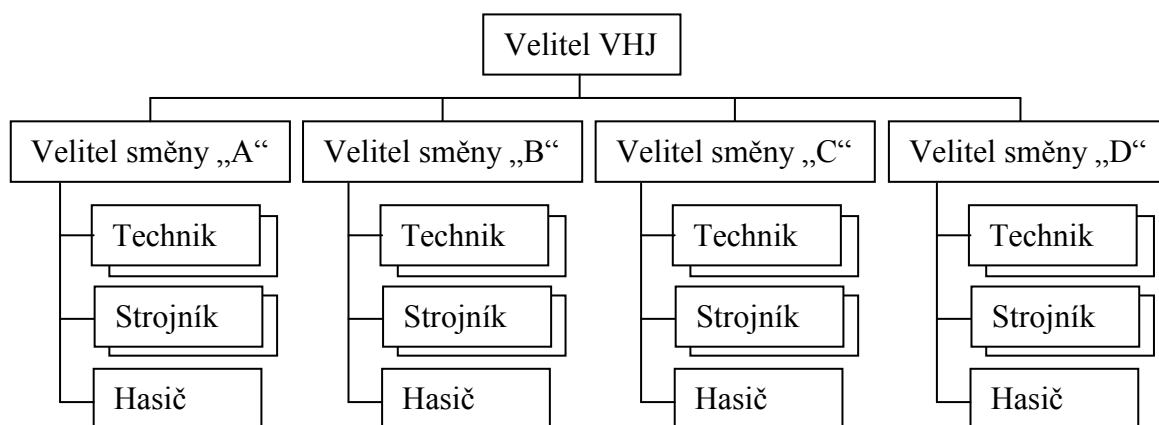 Velitel VHJ
Velitel směny „A“
Velitel směny „B“
Velitel směny „C“
Velitel směny „D“
Technik
Technik
Technik
Technik
Strojník
Strojník
Strojník
Strojník
Hasič
Hasič
Hasič
Hasič